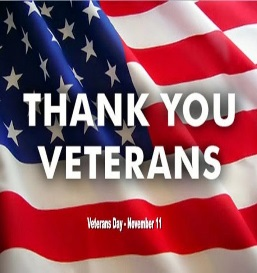 THANK YOU
VETERANS
Veterans Day - November 11